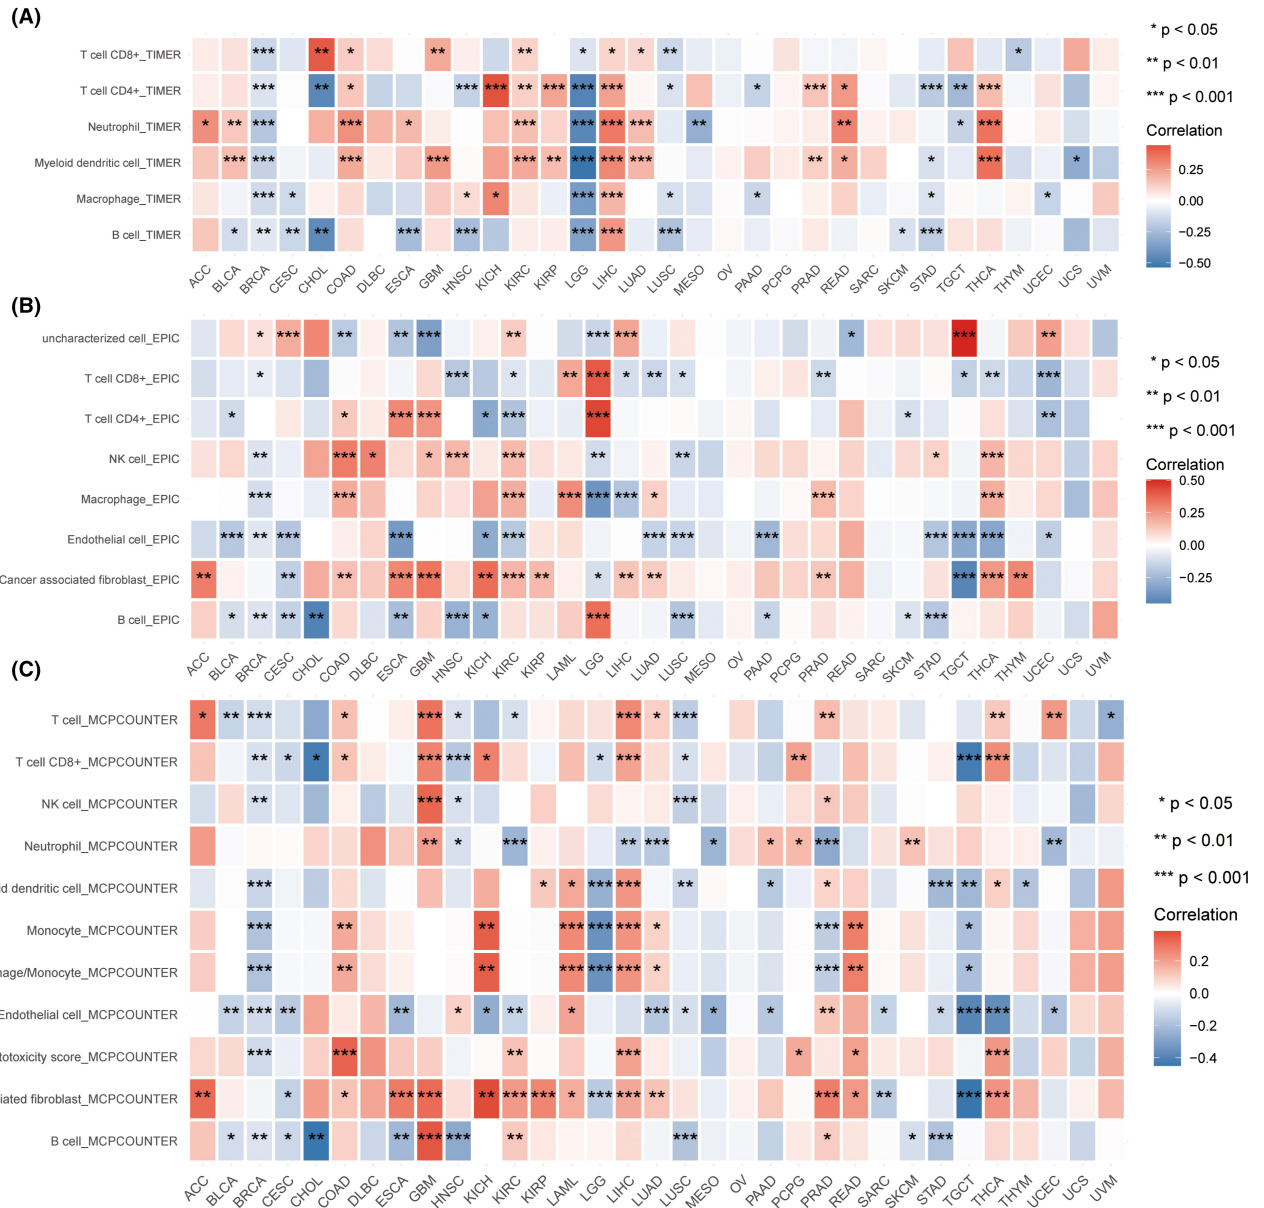 (A)
T cell CD8+_TIMER *** ** * ** ** * * * ** *
T cell CD4+_TIMER *** ** * *** *** ** *** *** *** * * *** * *** ** ***
Neutrophil_TIMER * ** *** *** * *** *** *** *** ** ** * ***
Myeloid dendritic cell_TIMER *** *** *** *** *** ** *** *** *** ** * * *** *
Macrophage_TIMER *** * * * *** *** * * * *
B cell_TIMER * ** ** ** *** *** *** *** *** * ***
ACC BLCA BRCA CESC CHOL COAD DLBC ESCA GBM HNSC KICH KIRC KIRP LGG LIHC LUAD LUSC MESO OV PAAD PCPG PRAD READ SARC SKCM STAD TGCT THCA THYM UCEC UCS UVM
* p < 0.05
** p < 0.01
*** p < 0.001
Correlation
0.25
0.00
−0.25
−0.50
(B)
uncharacterized cell_EPIC * *** ** ** *** ** *** *** * *** **
T cell CD8+_EPIC * *** * ** *** * ** * ** * ** ***
T cell CD4+_EPIC * * *** *** * *** *** * **
NK cell_EPIC ** *** * * *** *** ** ** * ***
Macrophage_EPIC *** *** *** *** *** *** * *** ***
Endothelial cell_EPIC *** ** *** *** * *** *** *** *** *** *** *** *
Cancer associated fibroblast_EPIC ** ** ** *** *** ** *** ** * ** ** ** *** *** **
B cell_EPIC * ** ** ** ** *** * *** *** * * ***
ACC BLCA BRCA CESC CHOL COAD DLBC ESCA GBM HNSC KICH KIRC KIRP LAML LGG LIHC LUAD LUSC MESO OV PAAD PCPG PRAD READ SARC SKCM STAD TGCT THCA THYM UCEC UCS UVM
* p < 0.05
** p < 0.01
*** p < 0.001
Correlation
0.50
0.25
0.00
−0.25
(C)
T cell_MCPCOUNTER * ** *** * *** * * *** * *** ** ** ** *
T cell CD8+_MCPCOUNTER ** * * * *** *** * * *** * ** *** ***
NK cell_MCPCOUNTER ** *** * *** *
Neutrophil_MCPCOUNTER ** * *** ** *** * * * *** ** **
id dendritic cell_MCPCOUNTER *** * * *** *** ** * * *** ** * *
Monocyte_MCPCOUNTER *** ** ** *** *** *** * *** ** *
hage/Monocyte_MCPCOUNTER *** ** ** *** *** *** * *** ** *
Endothelial cell_MCPCOUNTER ** *** ** ** * * ** * *** * * * ** * * *** *** *
totoxicity score_MCPCOUNTER *** *** ** *** * * ***
iated fibroblast_MCPCOUNTER ** * * *** *** ** *** *** * *** *** ** *** * ** *** ***
B cell_MCPCOUNTER * ** * ** ** *** *** ** *** * * ***
ACC BLCA BRCA CESC CHOL COAD DLBC ESCA GBM HNSC KICH KIRC KIRP LAML LGG LIHC LUAD LUSC MESO OV PAAD PCPG PRAD READ SARC SKCM STAD TGCT THCA THYM UCEC UCS UVM
* p < 0.05
** p < 0.01
*** p < 0.001
Correlation
0.2
0.0
−0.2
−0.4